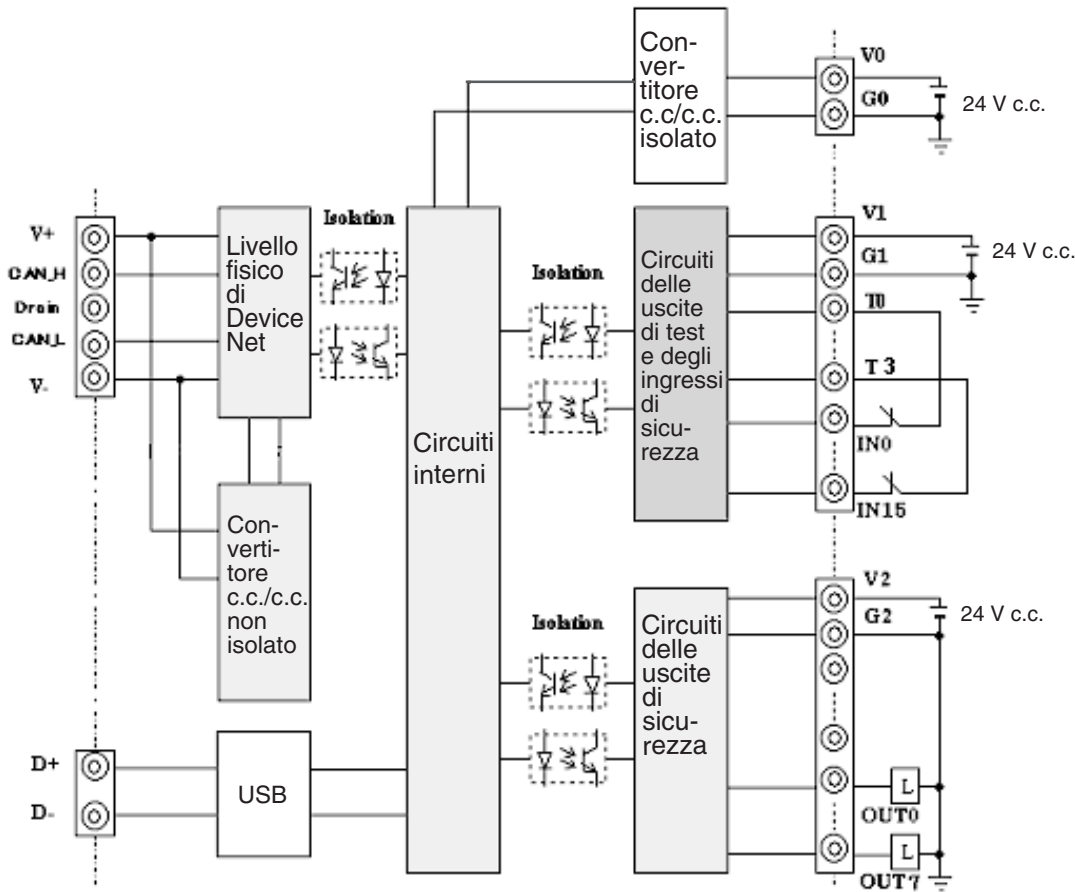 Con-
ver-
titore
c.c/c.c.
isolato
V0
G0
24 V c.c.
V+
CAN_H
Drain
CAN_L
V-
Livello
fisico
di
Device
Net
Isolation
Circuiti
interni
Isolation
Circuiti
delle
uscite
di test
e degli
ingressi
di
sicu-
rezza
V1
G1
24 V c.c.
T0
T 3
IN0
IN15
Con-
verti-
tore
c.c./c.c.
non
isolato
Isolation
Circuiti
delle
uscite
di
sicu-
rezza
V2
G2
24 V c.c.
L
OUT0
L
OUT7
D+
D-
USB